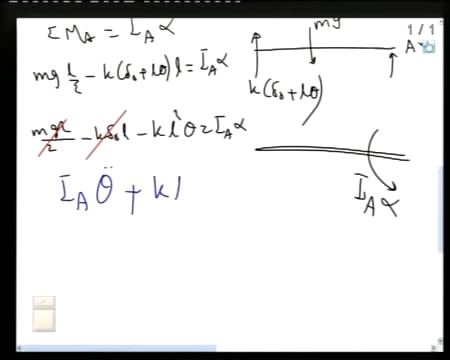 ΣM_A = I_A α
mg l/2 − k(δ₀ + lθ) l = I_A α
mgl/2 − kδ₀l − kl²θ = I_A α
I_A θ̈ + kl
mg
1 / 1
A
k(δ₀ + lθ)
I_A α